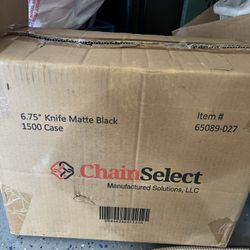 6.75" Knife Matte Black
1500 Case
Item #
65089-027
ChainSelect
Manufactured Solutions, LLC